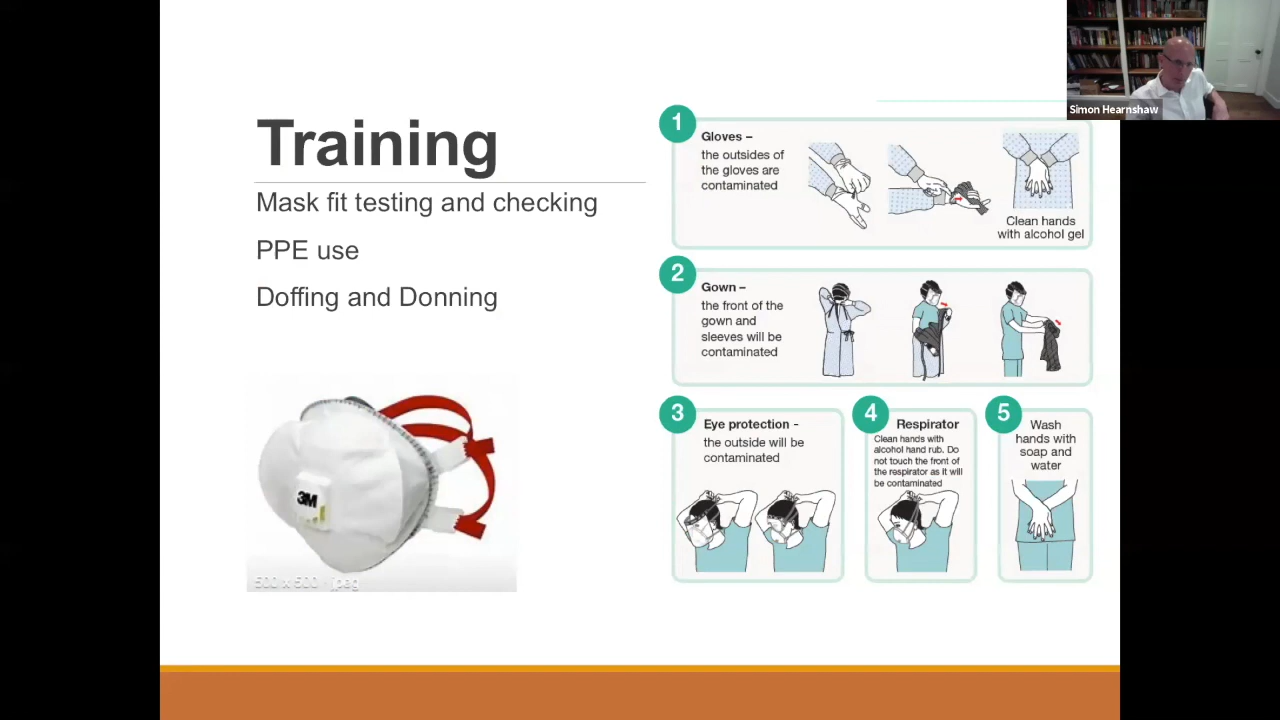 Training
Mask fit testing and checking
PPE use
Doffing and Donning
3M
500 x 500 · jpeg
1
Gloves –
the outsides of
the gloves are
contaminated
Clean hands
with alcohol gel
2
Gown –
the front of the
gown and
sleeves will be
contaminated
3
Eye protection -
the outside will be
contaminated
4
Respirator
Clean hands with
alcohol hand rub. Do
not touch the front of
the respirator as it will
be contaminated
5
Wash
hands with
soap and
water
Simon Hearnshaw